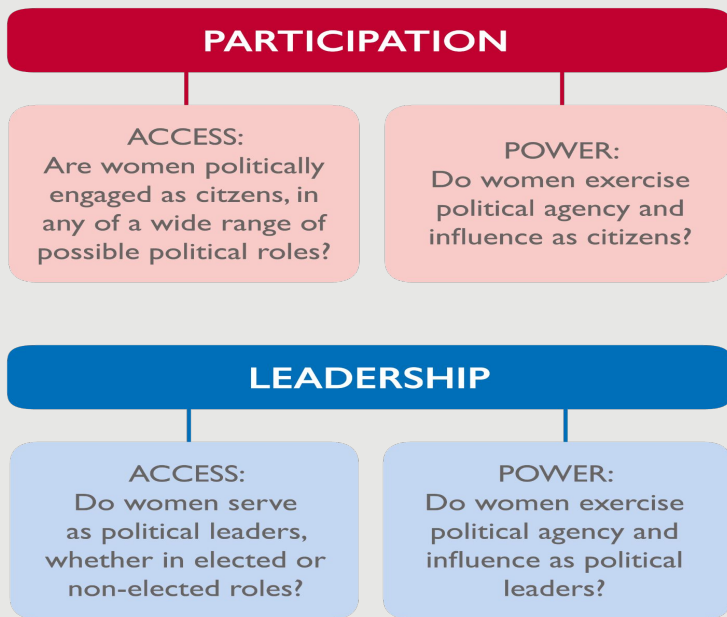 PARTICIPATION
ACCESS:
Are women politically
engaged as citzens, in
any of a wide range of
possible political roles?
POWER:
Do women exercise
political agency and
influence as citizens?
LEADERSHIP
ACCESS:
Do women serve
as political leaders,
whether in elected or
non-elected roles?
POWER:
Do women exercise
political agency and
influence as political
leaders?